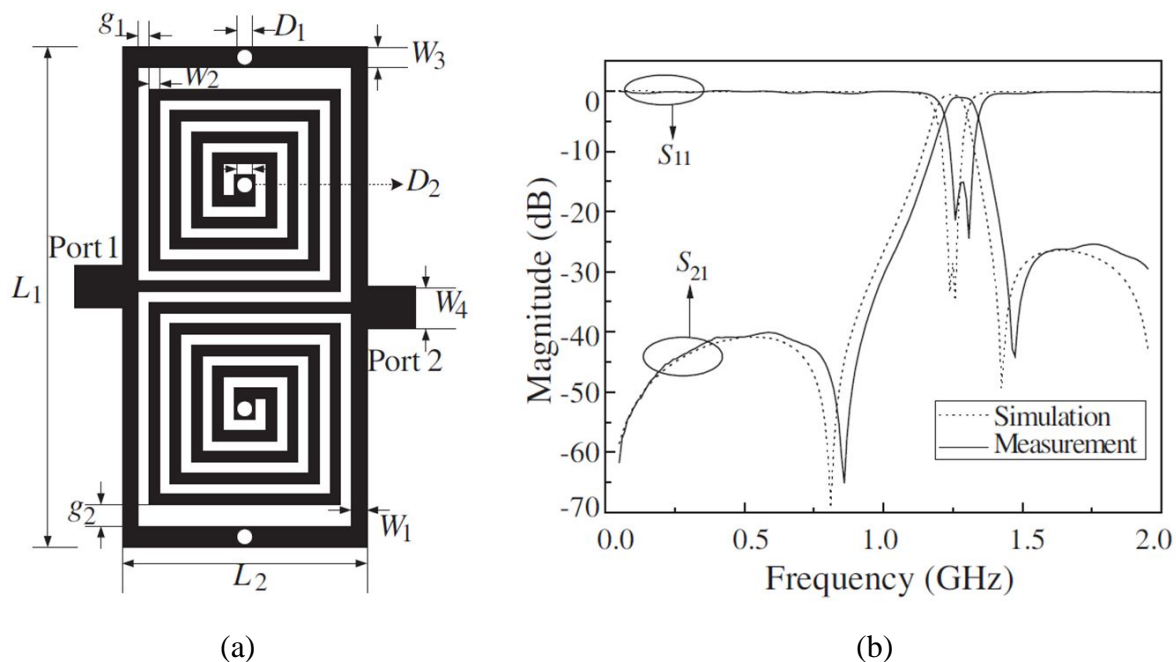 g1
D1
W3
W2
D2
Port 1
L1
W4
Port 2
g2
W1
L2
(a)
Magnitude (dB)
0
-10
-20
-30
-40
-50
-60
-70
S11
S21
Simulation
Measurement
0.0 0.5 1.0 1.5 2.0
Frequency (GHz)
(b)